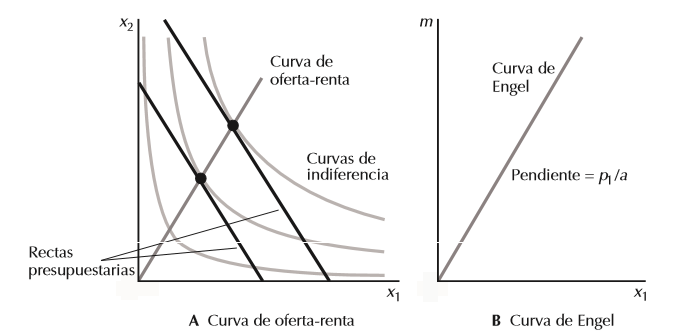 x₂
Curva de
oferta-renta
Curvas de
indiferencia
Rectas
presupuestarias
x₁
A Curva de oferta-renta
m
Curva de
Engel
Pendiente = p₁/a
x₁
B Curva de Engel